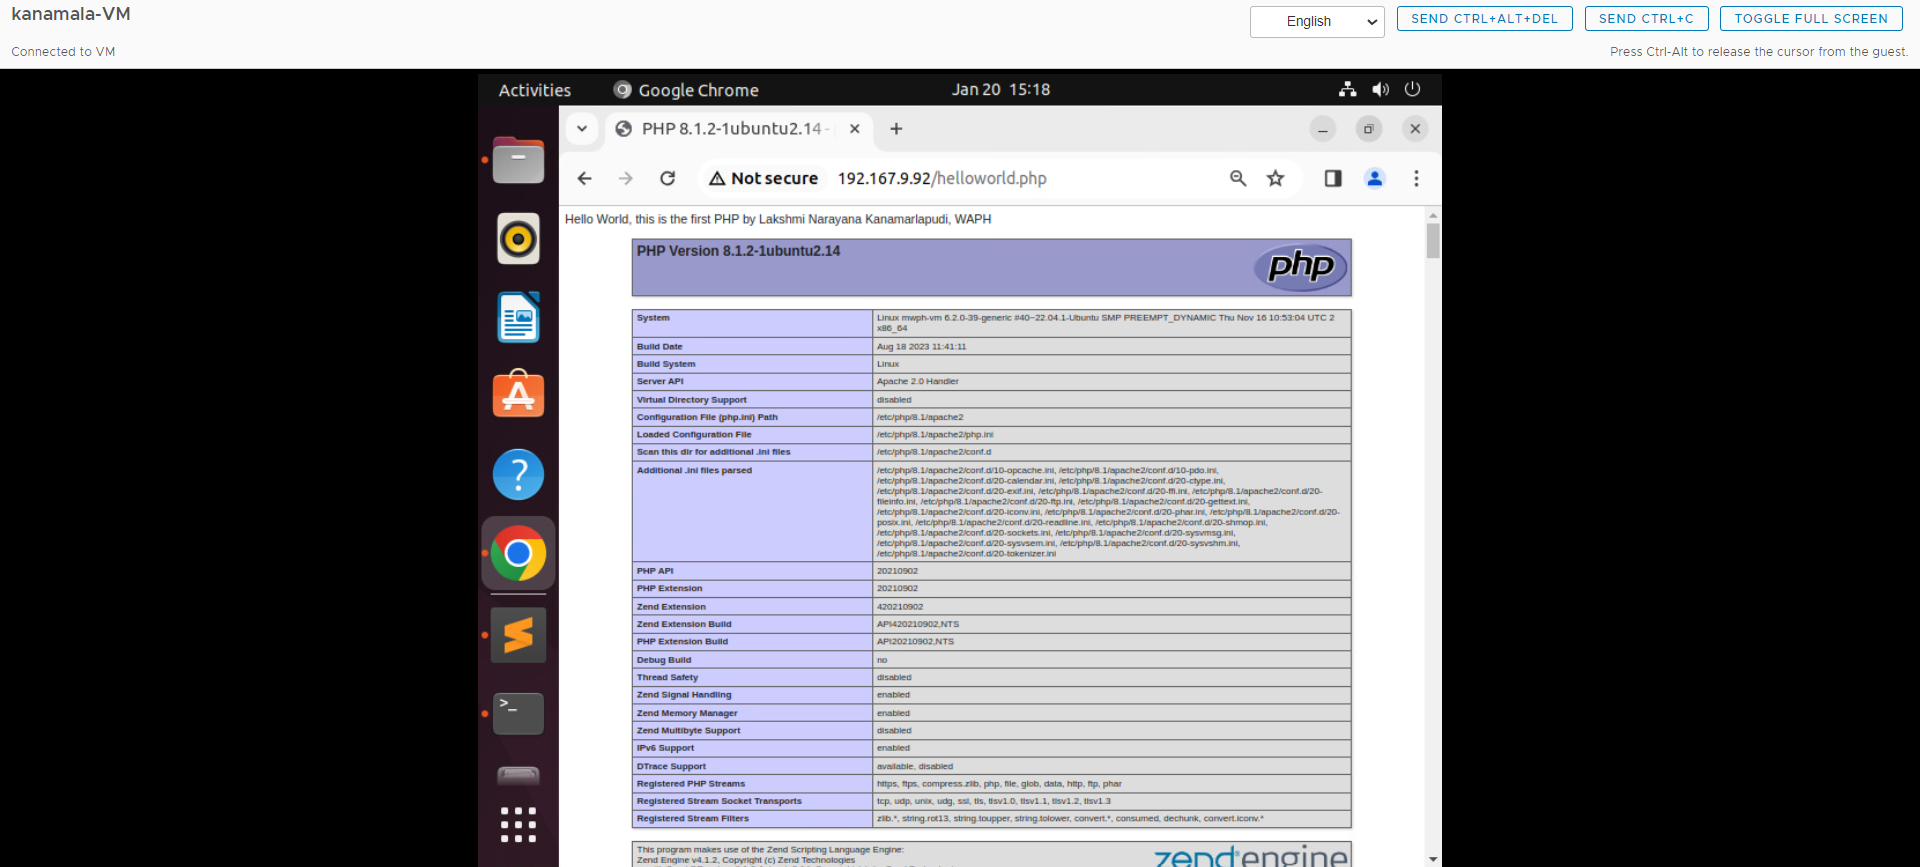 kanamala-VM
English
SEND CTRL+ALT+DEL
SEND CTRL+C
TOGGLE FULL SCREEN
Connected to VM
Press Ctrl-Alt to release the cursor from the guest.
Activities
Google Chrome
Jan 20 15:18
PHP 8.1.2-1ubuntu2.14 -
Not secure
192.167.9.92/helloworld.php
Hello World, this is the first PHP by Lakshmi Narayana Kanamarlapudi, WAPH
PHP Version 8.1.2-1ubuntu2.14
php
System
Linux mwph-vm 6.2.0-39-generic #40~22.04.1-Ubuntu SMP PREEMPT_DYNAMIC Thu Nov 16 10:53:04 UTC 2
x86_64
Build Date
Aug 18 2023 11:41:11
Build System
Linux
Server API
Apache 2.0 Handler
Virtual Directory Support
disabled
Configuration File (php.ini) Path
/etc/php/8.1/apache2
Loaded Configuration File
/etc/php/8.1/apache2/php.ini
Scan this dir for additional .ini files
/etc/php/8.1/apache2/conf.d
Additional .ini files parsed
/etc/php/8.1/apache2/conf.d/10-opcache.ini, /etc/php/8.1/apache2/conf.d/10-pdo.ini,
/etc/php/8.1/apache2/conf.d/20-calendar.ini, /etc/php/8.1/apache2/conf.d/20-ctype.ini,
/etc/php/8.1/apache2/conf.d/20-exif.ini, /etc/php/8.1/apache2/conf.d/20-ffi.ini, /etc/php/8.1/apache2/conf.d/20-
fileinfo.ini, /etc/php/8.1/apache2/conf.d/20-ftp.ini, /etc/php/8.1/apache2/conf.d/20-gettext.ini,
/etc/php/8.1/apache2/conf.d/20-iconv.ini, /etc/php/8.1/apache2/conf.d/20-phar.ini, /etc/php/8.1/apache2/conf.d/20-
posix.ini, /etc/php/8.1/apache2/conf.d/20-readline.ini, /etc/php/8.1/apache2/conf.d/20-shmop.ini,
/etc/php/8.1/apache2/conf.d/20-sockets.ini, /etc/php/8.1/apache2/conf.d/20-sysvmsg.ini,
/etc/php/8.1/apache2/conf.d/20-sysvsem.ini, /etc/php/8.1/apache2/conf.d/20-sysvshm.ini,
/etc/php/8.1/apache2/conf.d/20-tokenizer.ini
PHP API
20210902
PHP Extension
20210902
Zend Extension
420210902
Zend Extension Build
API420210902,NTS
PHP Extension Build
API20210902,NTS
Debug Build
no
Thread Safety
disabled
Zend Signal Handling
enabled
Zend Memory Manager
enabled
Zend Multibyte Support
disabled
IPv6 Support
enabled
DTrace Support
available, disabled
Registered PHP Streams
https, ftps, compress.zlib, php, file, glob, data, http, ftp, phar
Registered Stream Socket Transports
tcp, udp, unix, udg, ssl, tls, tlsv1.0, tlsv1.1, tlsv1.2, tlsv1.3
Registered Stream Filters
zlib.*, string.rot13, string.toupper, string.tolower, convert.*, consumed, dechunk, convert.iconv.*
This program makes use of the Zend Scripting Language Engine:
Zend Engine v4.1.2, Copyright (c) Zend Technologies
zend engine